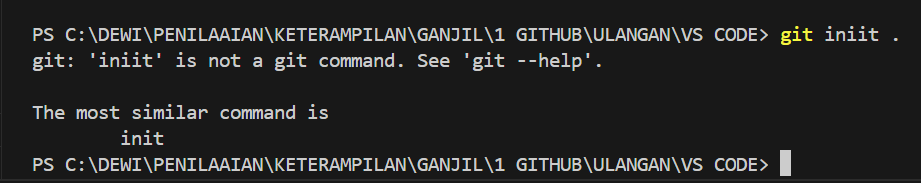 PS C:\DEWI\PENILAAIAN\KETERAMPILAN\GANJIL\1 GITHUB\ULANGAN\VS CODE> git iniit .
git: 'iniit' is not a git command. See 'git --help'.
The most similar command is
init
PS C:\DEWI\PENILAAIAN\KETERAMPILAN\GANJIL\1 GITHUB\ULANGAN\VS CODE>